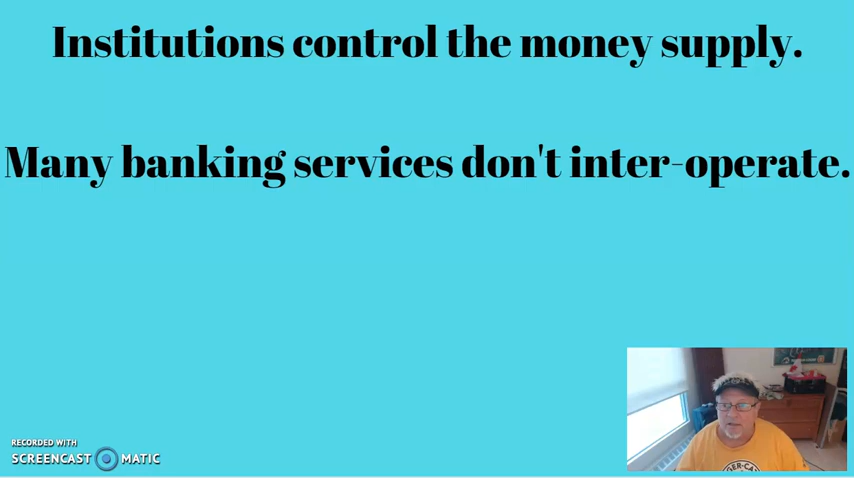 Institutions control the money supply.
Many banking services don't inter-operate.
RECORDED WITH
SCREENCAST MATIC